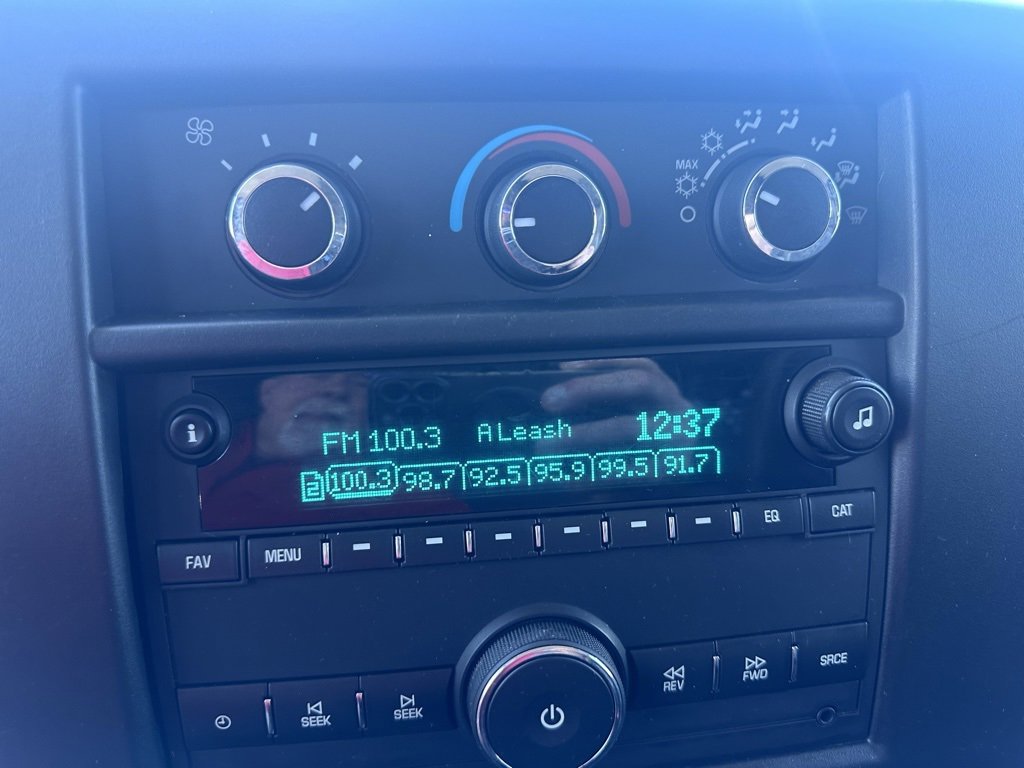 MAX
FM 100.3 A Leash 12:37
2 100.3 98.7 92.5 95.9 99.5 91.7
i
FAV MENU EQ CAT
SEEK SEEK REV FWD SRCE